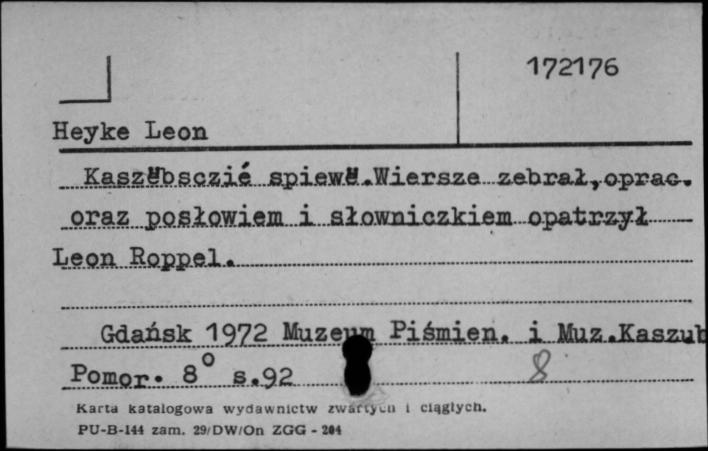 172176
Heyke Leon
Kaszëbsczié spiewë.Wiersze zebrał,oprac.
oraz posłowiem i słowniczkiem opatrzył
Leon Roppel.
Gdańsk 1972 Muzeum Piśmien. i Muz.Kaszub
Pomor. 8° s.92
8
Karta katalogowa wydawnictw zwartych i ciągłych.
PU-B-144 zam. 29/DW/On ZGG - 204